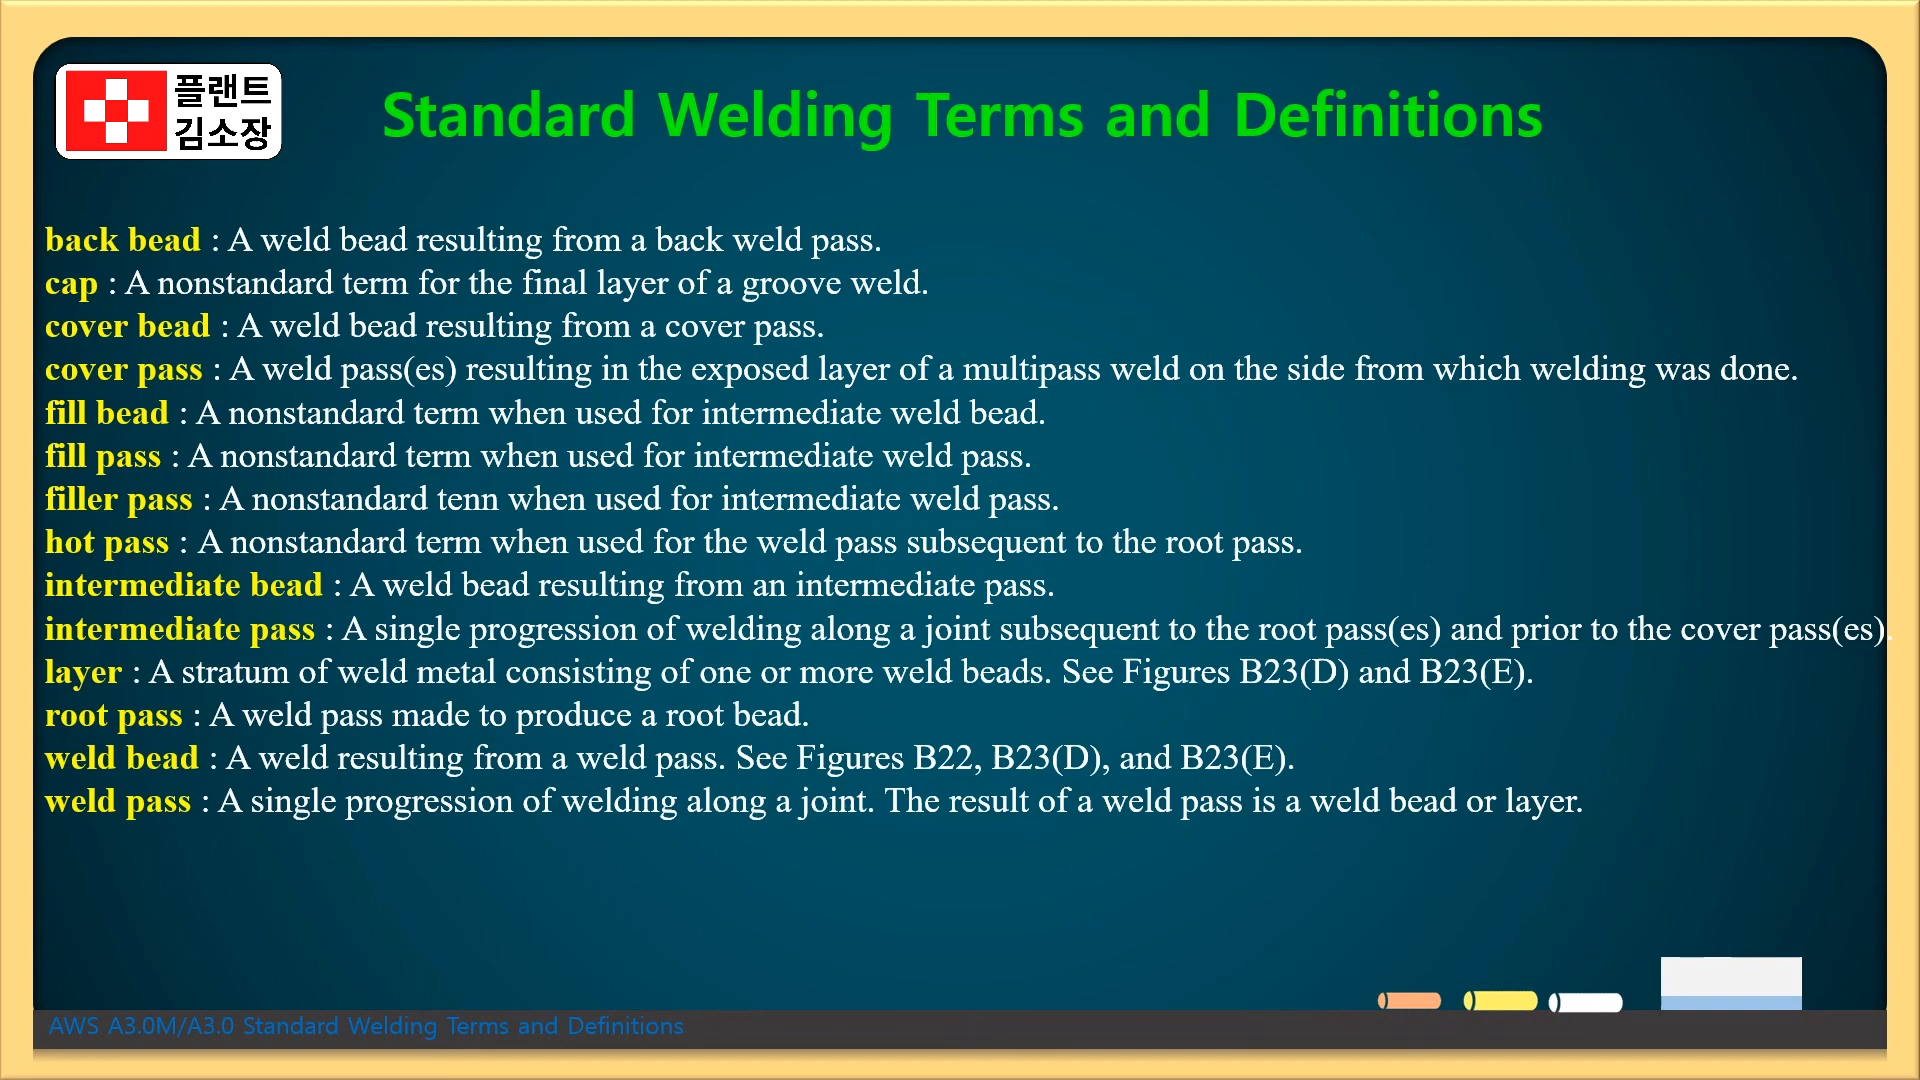 플랜트
김소장
Standard Welding Terms and Definitions
back bead : A weld bead resulting from a back weld pass.
cap : A nonstandard term for the final layer of a groove weld.
cover bead : A weld bead resulting from a cover pass.
cover pass : A weld pass(es) resulting in the exposed layer of a multipass weld on the side from which welding was done.
fill bead : A nonstandard term when used for intermediate weld bead.
fill pass : A nonstandard term when used for intermediate weld pass.
filler pass : A nonstandard tenn when used for intermediate weld pass.
hot pass : A nonstandard term when used for the weld pass subsequent to the root pass.
intermediate bead : A weld bead resulting from an intermediate pass.
intermediate pass : A single progression of welding along a joint subsequent to the root pass(es) and prior to the cover pass(es).
layer : A stratum of weld metal consisting of one or more weld beads. See Figures B23(D) and B23(E).
root pass : A weld pass made to produce a root bead.
weld bead : A weld resulting from a weld pass. See Figures B22, B23(D), and B23(E).
weld pass : A single progression of welding along a joint. The result of a weld pass is a weld bead or layer.
AWS A3.0M/A3.0 Standard Welding Terms and Definitions